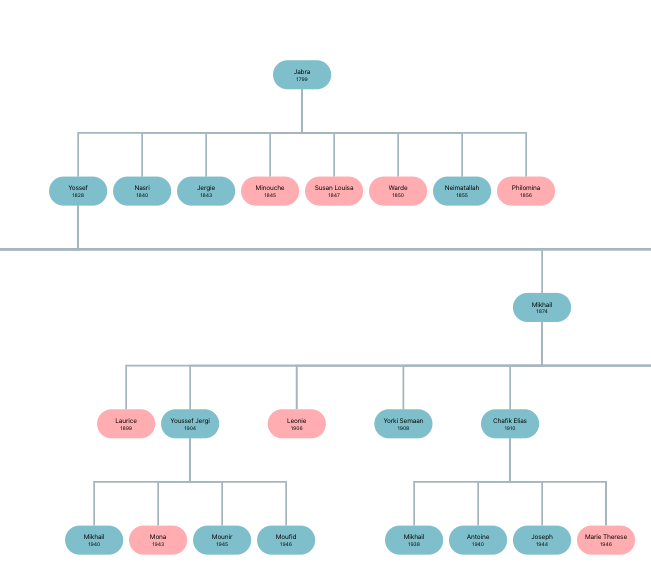 Jabra
1799
Yossef
1828
Nasri
1840
Jergie
1843
Minouche
1845
Susan Louisa
1847
Warde
1850
Neimatallah
1855
Philomina
1856
Mikhail
1874
Laurice
1899
Youssef Jergi
1904
Leonie
1906
Yorki Semaan
1908
Chafik Elias
1910
Mikhail
1940
Mona
1943
Mounir
1945
Moufid
1946
Mikhail
1938
Antoine
1940
Joseph
1944
Marie Therese
1946